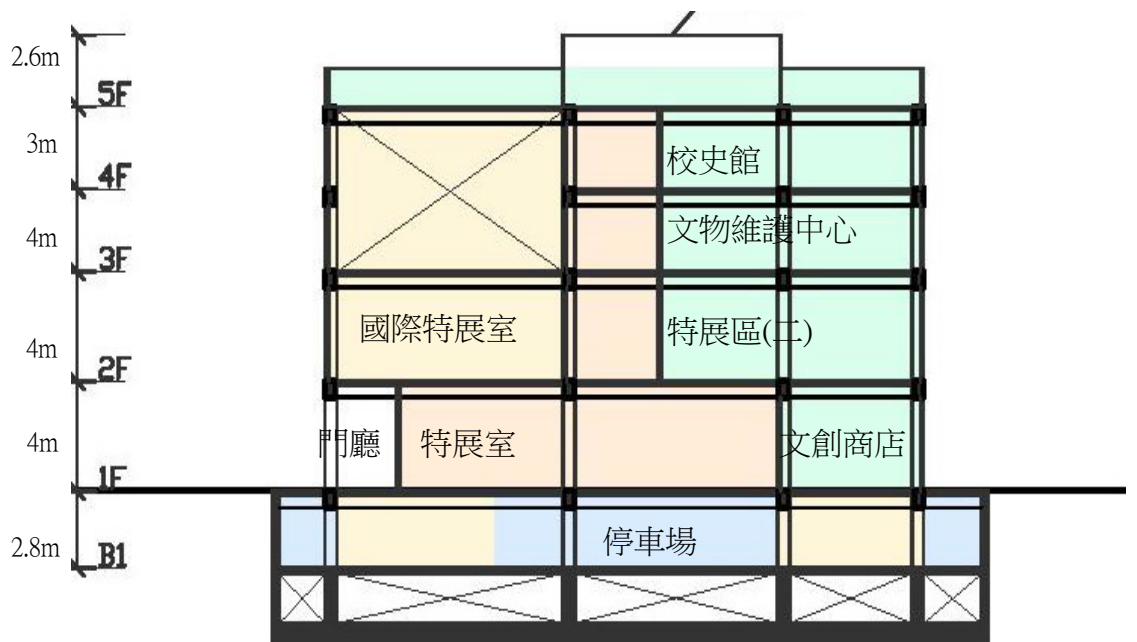 2.6m
5F
3m
校史館
4F
4m
文物維護中心
3F
國際特展室
特展區(二)
4m
2F
4m
門廳
特展室
文創商店
1F
停車場
2.8m
B1